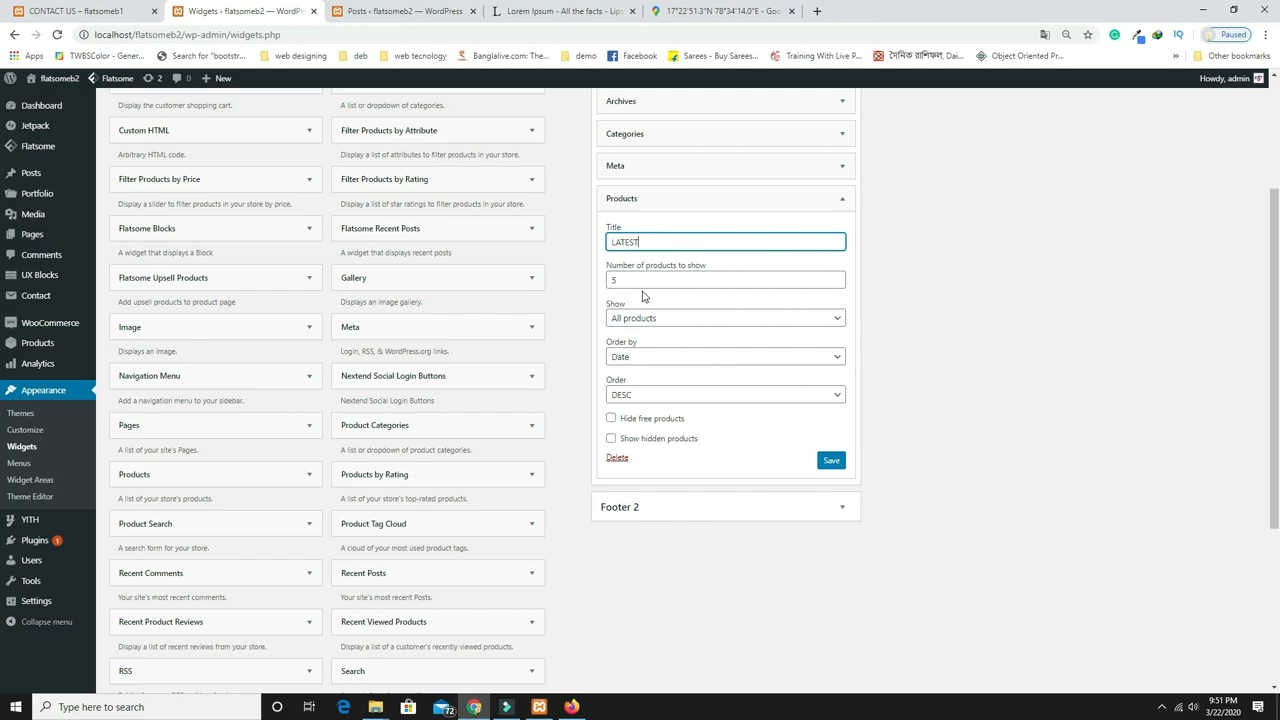 CONTACT US – flatsomeb1
Widgets ‹ flatsomeb2 — WordPr
Posts ‹ flatsomeb2 — WordPress
Lorem Ipsum - All the facts - Lips
17°22'51.3"N 78°34'14.0"E - Goo
localhost/flatsomeb2/wp-admin/widgets.php
Paused
Apps
TWBSColor - Gener...
Search for "bootstr...
web designing
web tecnology
Banglalive.com: The...
demo
Facebook
Sarees – Buy Sarees...
Training With Live P...
দৈনিক রাশিফল, Dai...
Object Oriented Pro...
»
Other bookmarks
flatsomeb2
Flatsome
2
0
New
Howdy, admin
Dashboard
Jetpack
Flatsome
Posts
Portfolio
Media
Pages
Comments
UX Blocks
Contact
WooCommerce
Products
Analytics
Appearance
Themes
Customize
Widgets
Menus
Widget Areas
Theme Editor
YITH
Plugins 1
Users
Tools
Settings
Collapse menu
Display the customer shopping cart.
A list or dropdown of categories.
Custom HTML
Filter Products by Attribute
Arbitrary HTML code.
Display a list of attributes to filter products in your store.
Filter Products by Price
Filter Products by Rating
Display a slider to filter products in your store by price.
Display a list of star ratings to filter products in your store.
Flatsome Blocks
Flatsome Recent Posts
A widget that displays a Block
A widget that displays recent posts
Flatsome Upsell Products
Gallery
Add upsell products to product page
Displays an image gallery.
Image
Meta
Displays an image.
Login, RSS, & WordPress.org links.
Navigation Menu
Nextend Social Login Buttons
Add a navigation menu to your sidebar.
Nextend Social Login Buttons
Pages
Product Categories
A list of your site's Pages.
A list or dropdown of product categories.
Products
Products by Rating
A list of your store's products.
A list of your store's top-rated products.
Product Search
Product Tag Cloud
A search form for your store.
A cloud of your most used product tags.
Recent Comments
Recent Posts
Your site's most recent comments.
Your site's most recent Posts.
Recent Product Reviews
Recent Viewed Products
Display a list of recent reviews from your store.
Display a list of a customer's recently viewed products.
RSS
Search
Archives
Categories
Meta
Products
Title
LATEST
Number of products to show
5
Show
All products
Order by
Date
Order
DESC
Hide free products
Show hidden products
Delete
Save
Footer 2
Type here to search
72
9:51 PM
3/22/2020